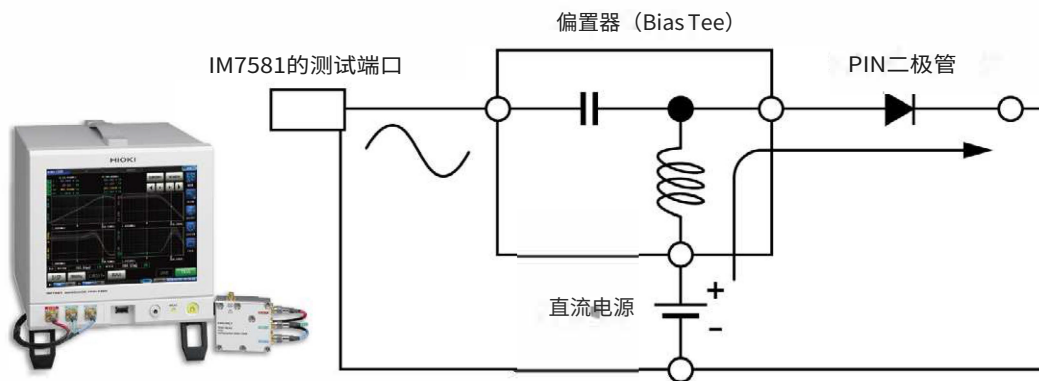 偏置器（Bias Tee）
IM7581的测试端口
PIN二极管
HIOKI
直流电源
+
-